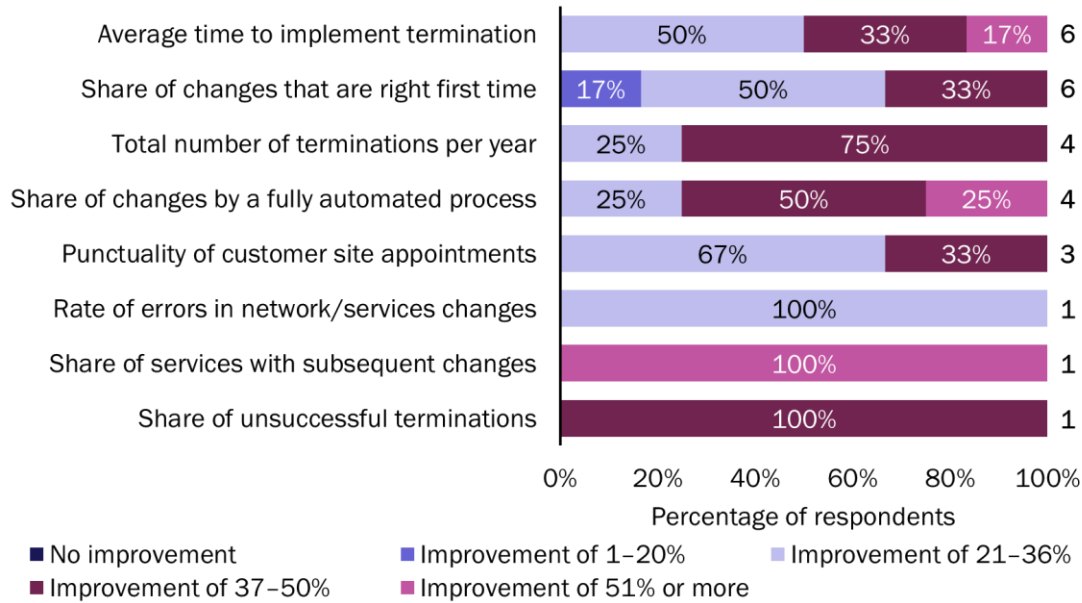 Average time to implement termination 50% 33% 17% 6
Share of changes that are right first time 17% 50% 33% 6
Total number of terminations per year 25% 75% 4
Share of changes by a fully automated process 25% 50% 25% 4
Punctuality of customer site appointments 67% 33% 3
Rate of errors in network/services changes 100% 1
Share of services with subsequent changes 100% 1
Share of unsuccessful terminations 100% 1
0% 20% 40% 60% 80% 100%
Percentage of respondents
No improvement Improvement of 1–20% Improvement of 21–36%
Improvement of 37–50% Improvement of 51% or more